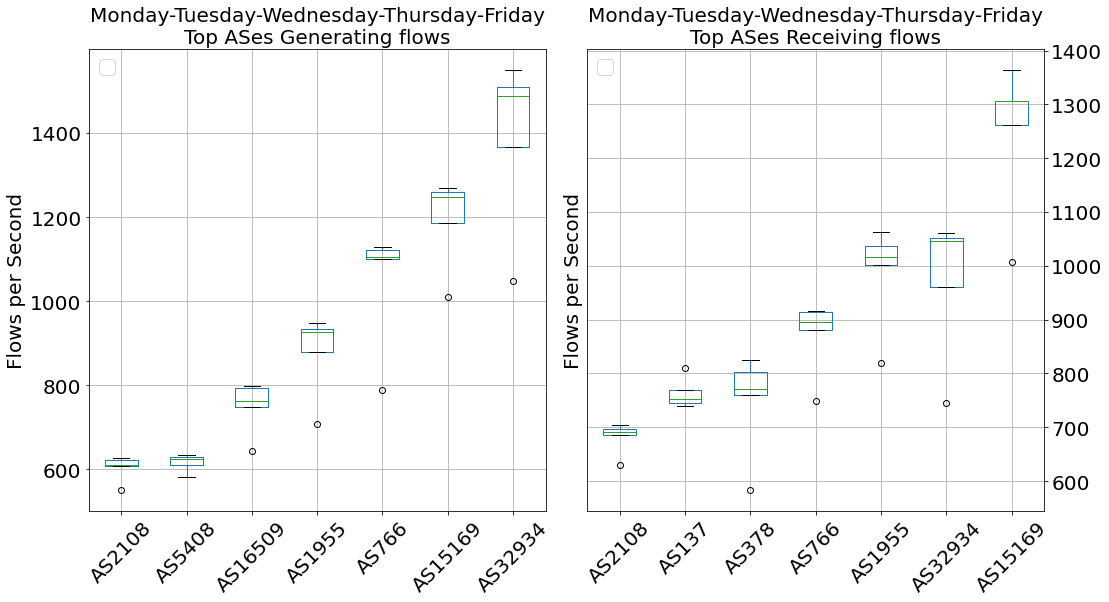 Monday-Tuesday-Wednesday-Thursday-Friday
Top ASes Generating flows
Flows per Second
1400
1200
1000
800
600
AS2108
AS5408
AS16509
AS1955
AS766
AS15169
AS32934
Monday-Tuesday-Wednesday-Thursday-Friday
Top ASes Receiving flows
Flows per Second
1400
1300
1200
1100
1000
900
800
700
600
AS2108
AS137
AS378
AS766
AS1955
AS32934
AS15169